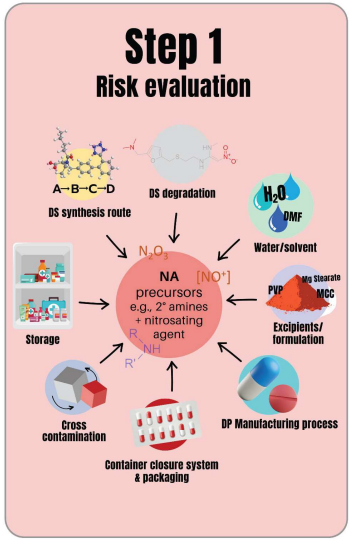 Step 1
Risk evaluation
A→B→C→D
DS synthesis route
DS degradation
H₂O
DMF
Water/solvent
N₂O₃
[NO⁺]
NA
precursors
e.g., 2° amines
+ nitrosating
agent
R
NH
R'
PVP
Mg Stearate
MCC
Excipients/
formulation
Storage
Cross
contamination
Container closure system
& packaging
DP Manufacturing process